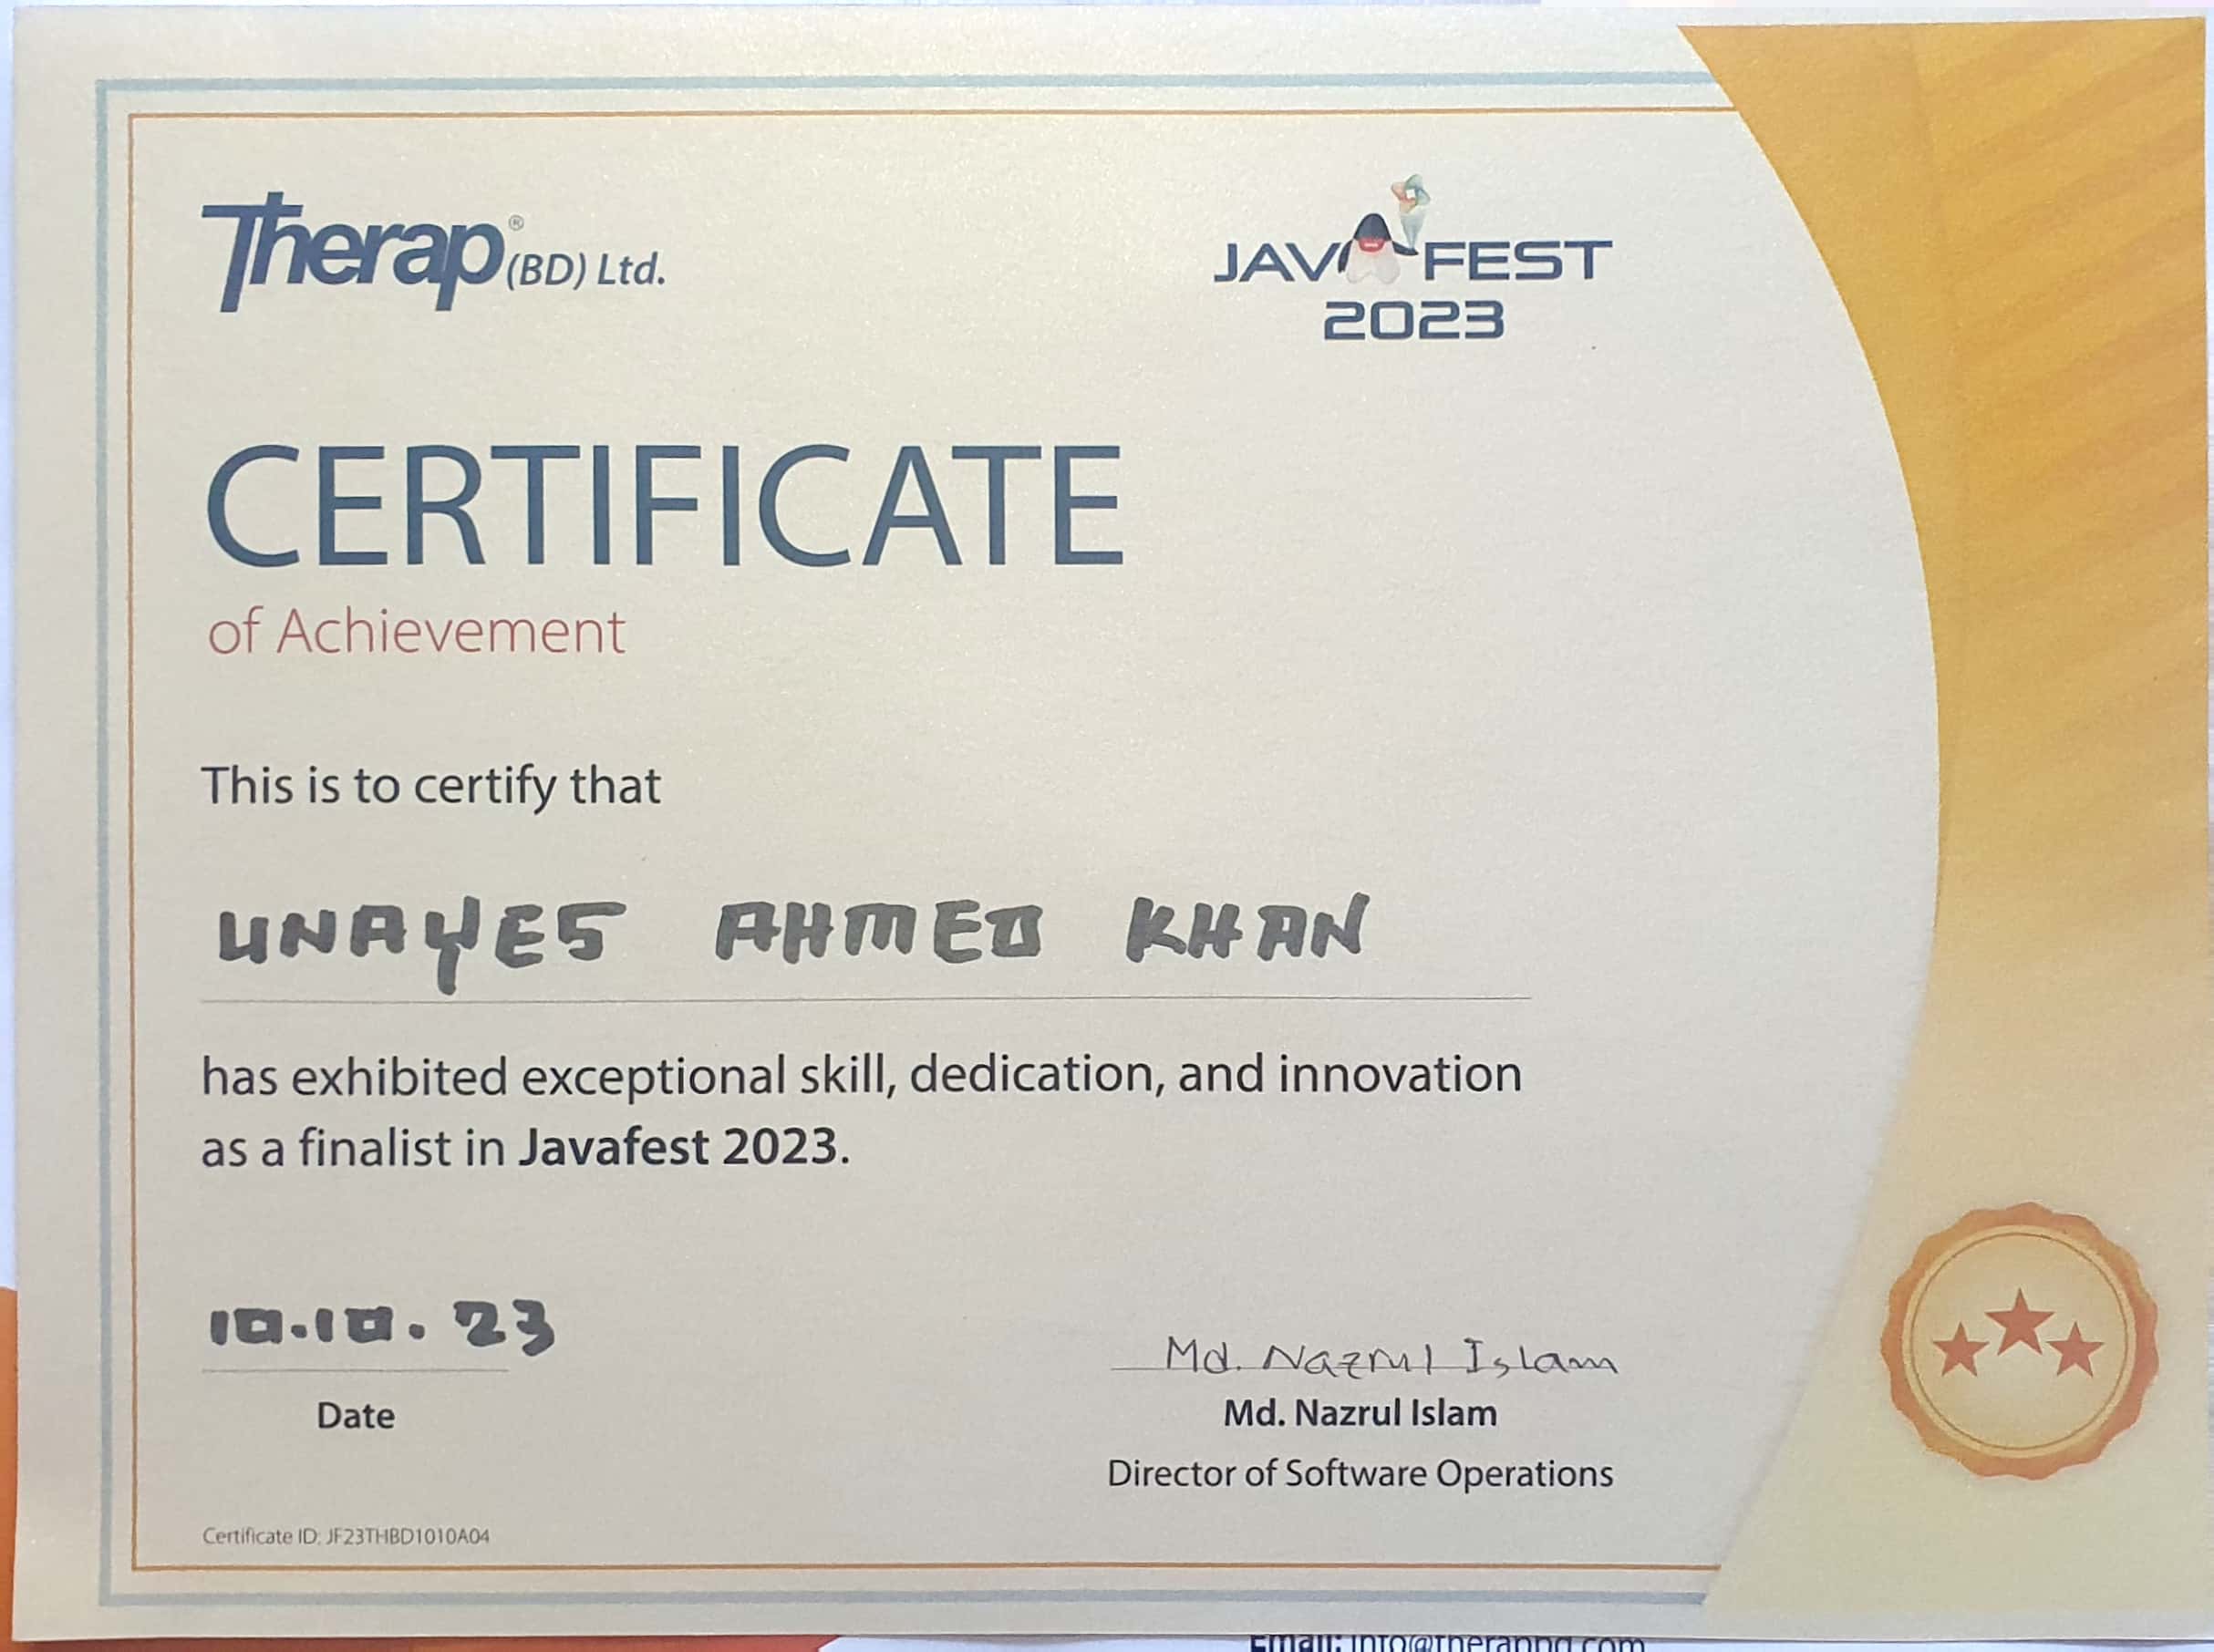 Therap® (BD) Ltd.
JAVAFEST
2023
CERTIFICATE
of Achievement
This is to certify that
UNAYES AHMED KHAN
has exhibited exceptional skill, dedication, and innovation
as a finalist in Javafest 2023.
10.10.23
Date
Md. Nazrul Islam
Md. Nazrul Islam
Director of Software Operations
Certificate ID: JF23THBD1010A04
Email: info@therapbd.com